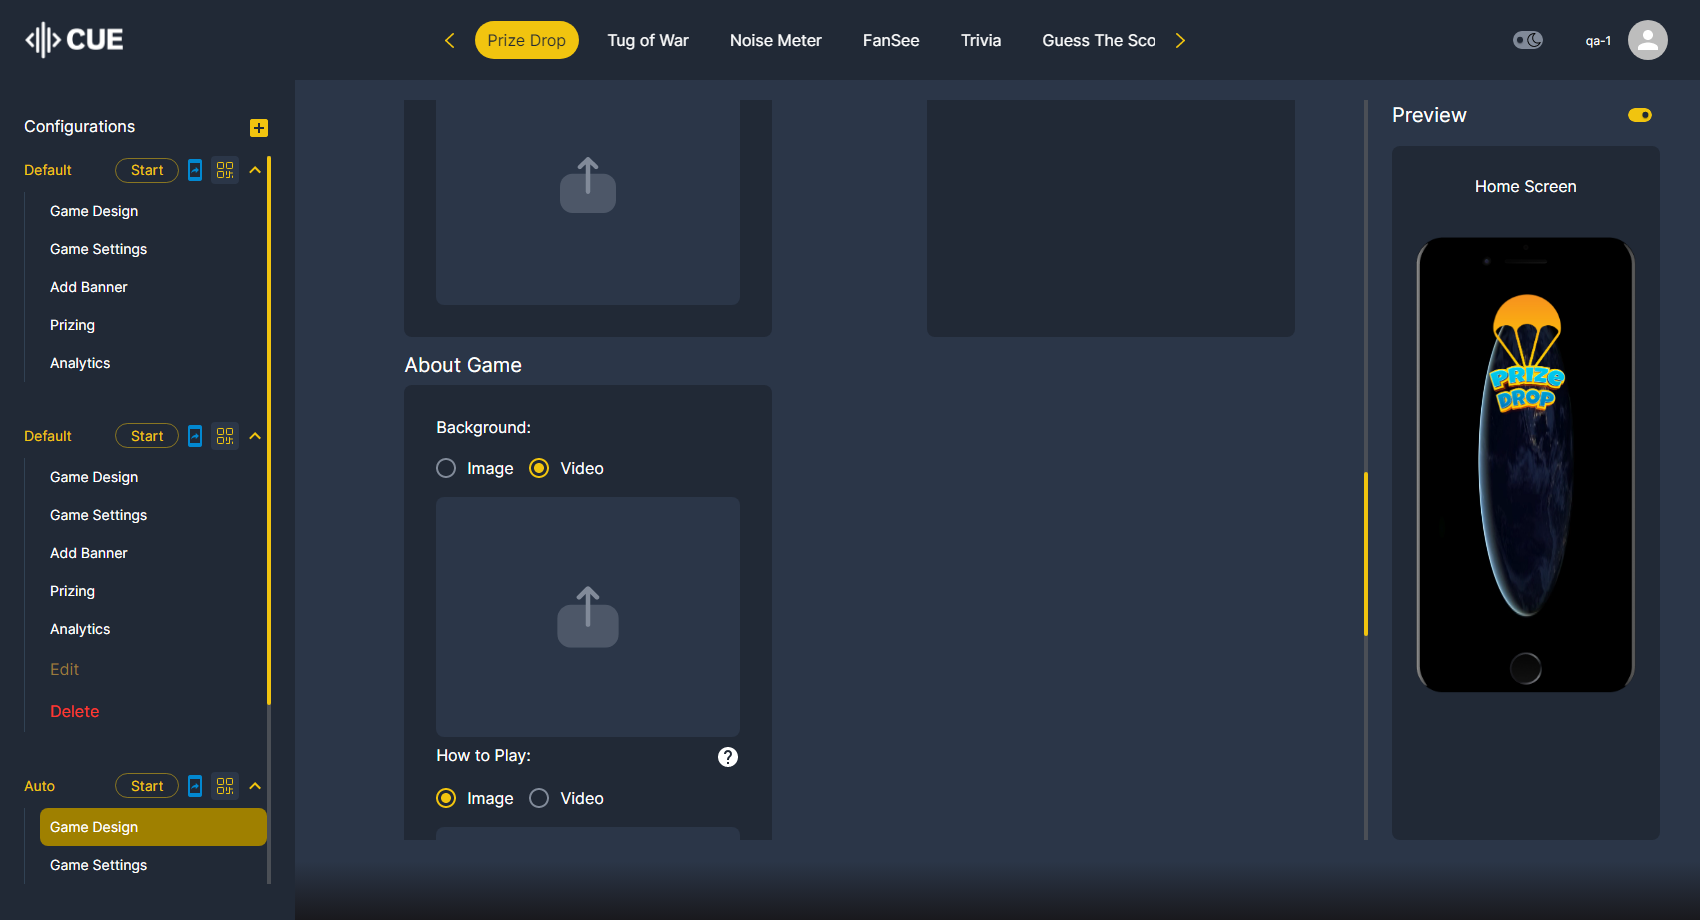 CUE
Prize Drop
Tug of War
Noise Meter
FanSee
Trivia
Guess The Sco
qa-1
Configurations
Default
Start
Game Design
Game Settings
Add Banner
Prizing
Analytics
Default
Start
Game Design
Game Settings
Add Banner
Prizing
Analytics
Edit
Delete
Auto
Start
Game Design
Game Settings
About Game
Background:
Image
Video
How to Play:
?
Image
Video
Preview
Home Screen
PRIZE
DROP